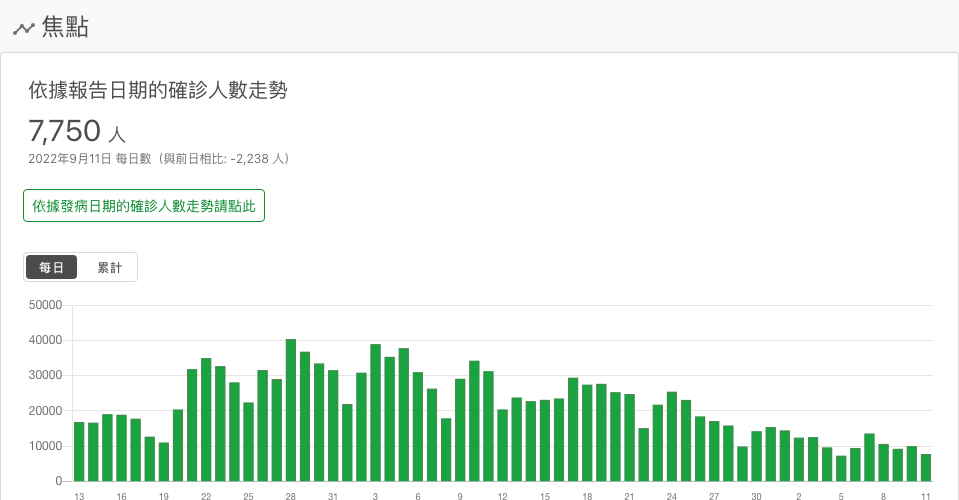 焦點
依據報告日期的確診人數走勢
7,750 人
2022年9月11日 每日數（與前日相比: -2,238 人）
依據發病日期的確診人數走勢請點此
每日 累計
50000
40000
30000
20000
10000
0
13 16 19 22 25 28 31 3 6 9 12 15 18 21 24 27 30 2 5 8 11